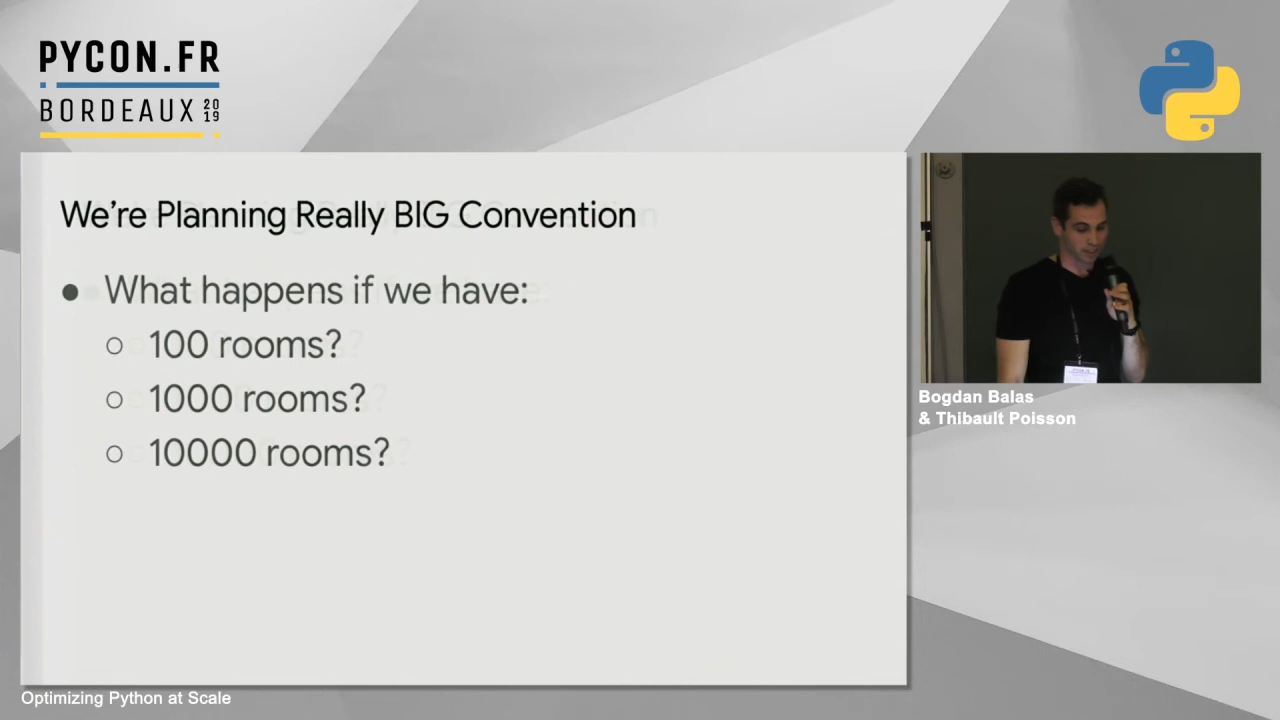 PYCON.FR
BORDEAUX 2019
We're Planning Really BIG Convention
● What happens if we have:
○ 100 rooms?
○ 1000 rooms?
○ 10000 rooms?
Bogdan Balas
& Thibault Poisson
Optimizing Python at Scale